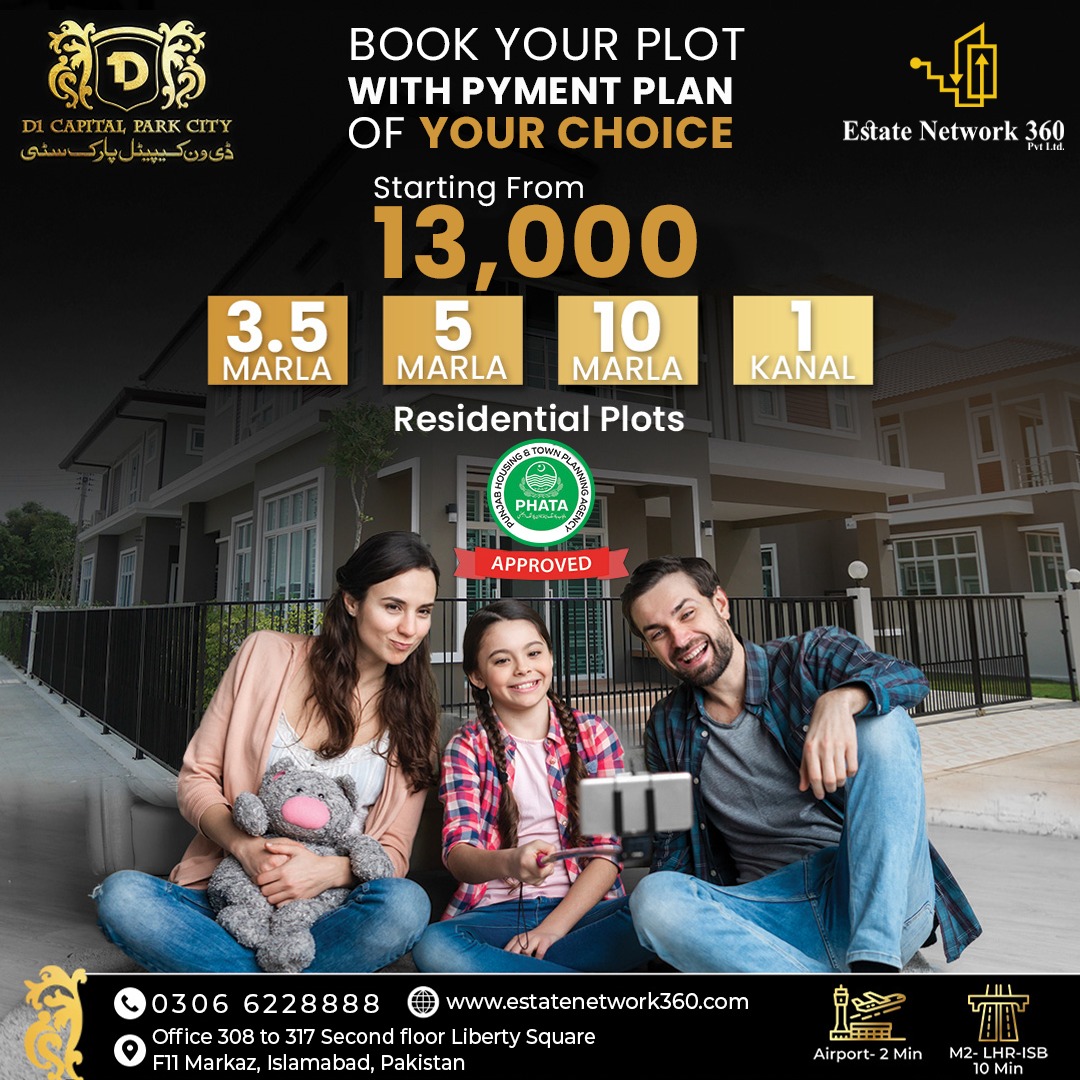 D
D1 CAPITAL PARK CITY
ڈی ون کیپیٹل پارک سٹی
BOOK YOUR PLOT
WITH PYMENT PLAN
OF YOUR CHOICE
Estate Network 360
Pvt Ltd.
Starting From
13,000
3.5
MARLA
5
MARLA
10
MARLA
1
KANAL
Residential Plots
PUNJAB HOUSING & TOWN PLANNING AGENCY
PHATA
APPROVED
0306 6228888
www.estatenetwork360.com
Office 308 to 317 Second floor Liberty Square
F11 Markaz, Islamabad, Pakistan
Airport- 2 Min
M2- LHR-ISB
10 Min